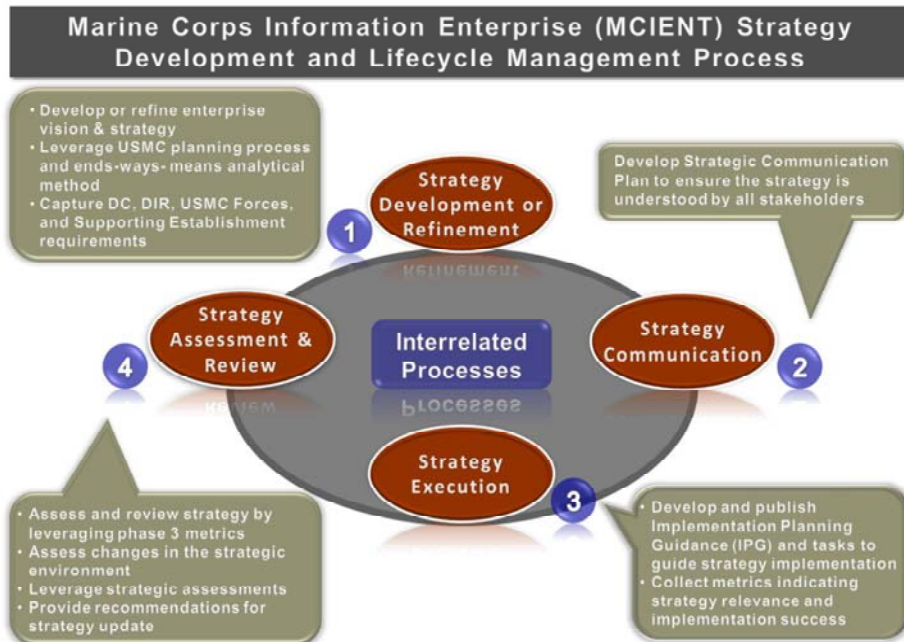 Marine Corps Information Enterprise (MCIENT) Strategy
Development and Lifecycle Management Process
• Develop or refine enterprise
vision & strategy
• Leverage USMC planning process
and ends-ways- means analytical
method
• Capture DC, DIR, USMC Forces,
and Supporting Establishment
requirements
1
Strategy
Development or
Refinement
Develop Strategic Communication
Plan to ensure the strategy is
understood by all stakeholders
Strategy
Assessment &
Review
4
Interrelated
Processes
Strategy
Communication
2
Strategy
Execution
3
• Assess and review strategy by
leveraging phase 3 metrics
• Assess changes in the strategic
environment
• Leverage strategic assessments
• Provide recommendations for
strategy update
• Develop and publish
Implementation Planning
Guidance (IPG) and tasks to
guide strategy implementation
• Collect metrics indicating
strategy relevance and
implementation success